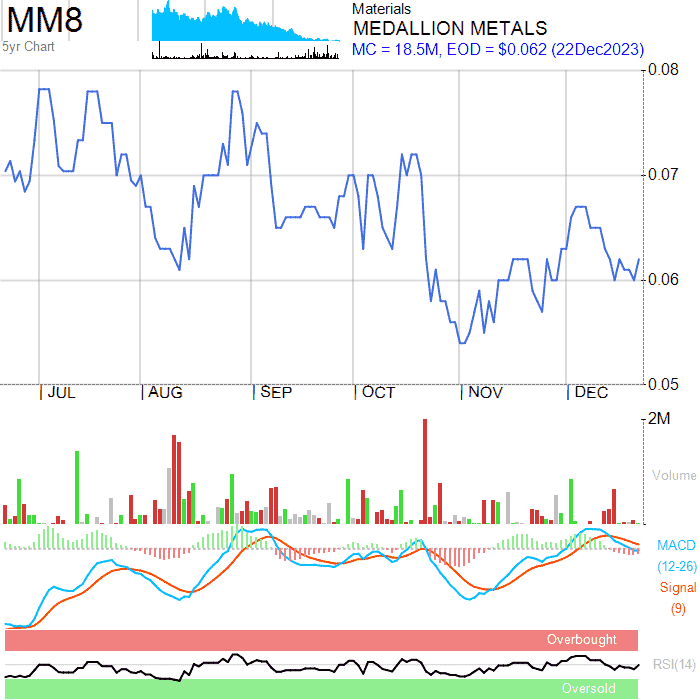 MM8
5yr Chart
Materials
MEDALLION METALS
MC = 18.5M, EOD = $0.062 (22Dec2023)
0.08
0.07
0.06
0.05
JUL AUG SEP OCT NOV DEC
2M
Volume
MACD
(12-26)
Signal
(9)
Overbought
RSI(14)
Oversold